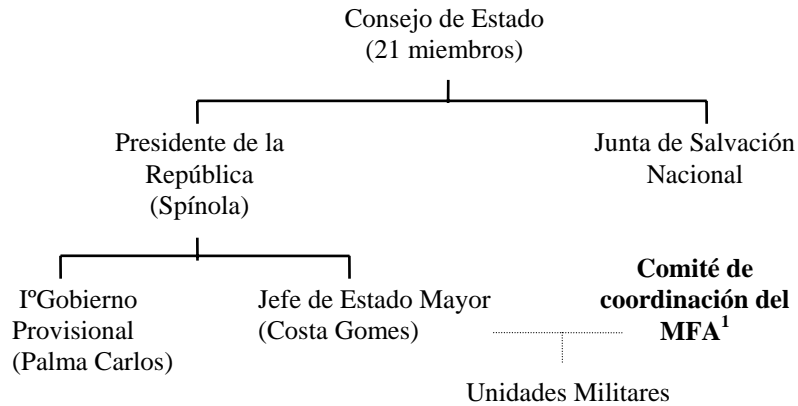 Consejo de Estado
(21 miembros)
Presidente de la
República
(Spínola)
Junta de Salvación
Nacional
IºGobierno
Provisional
(Palma Carlos)
Jefe de Estado Mayor
(Costa Gomes)
Comité de
coordinación del
MFA¹
Unidades Militares